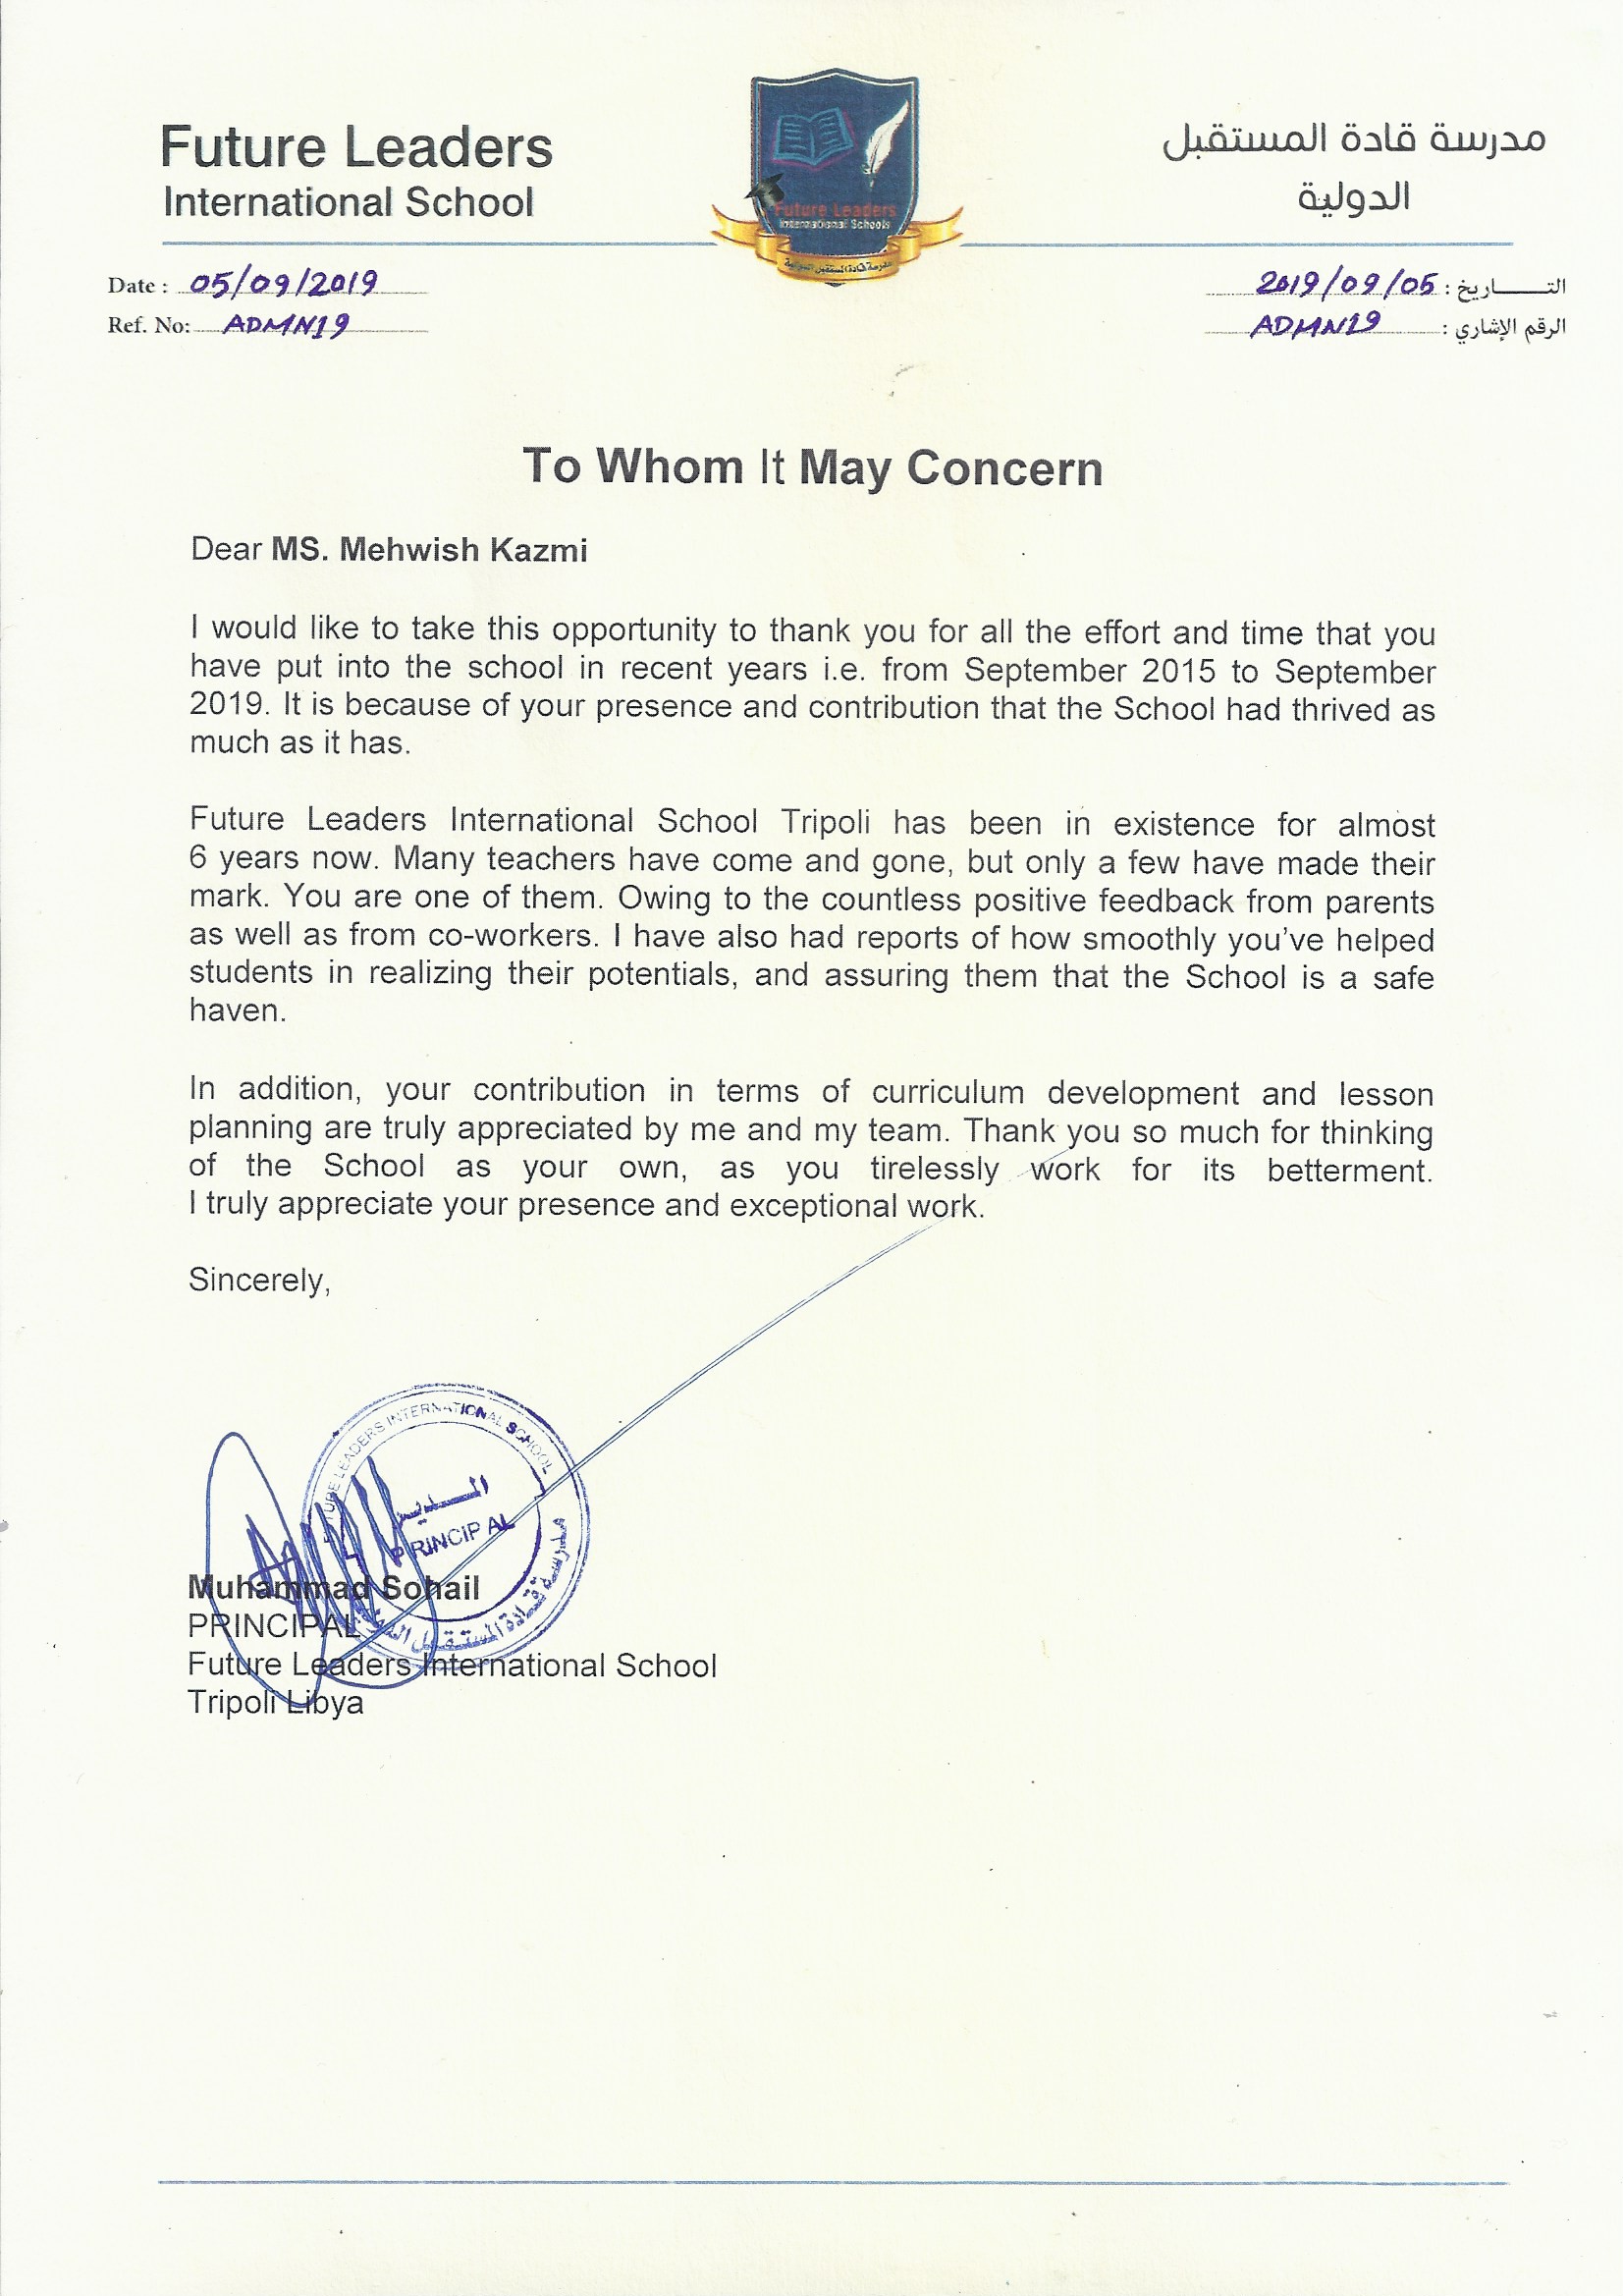 Future Leaders
International School
مدرسة قادة المستقبل
الدولية
Future Leaders
International Schools
مدرسة قادة المستقبل الدولية
Date : 05/09/2019
التـــــــاريخ : 2019/09/05
Ref. No: ADMN19
الرقم الإشاري : ADMN19
To Whom It May Concern
Dear MS. Mehwish Kazmi
I would like to take this opportunity to thank you for all the effort and time that you
have put into the school in recent years i.e. from September 2015 to September
2019. It is because of your presence and contribution that the School had thrived as
much as it has.
Future Leaders International School Tripoli has been in existence for almost
6 years now. Many teachers have come and gone, but only a few have made their
mark. You are one of them. Owing to the countless positive feedback from parents
as well as from co-workers. I have also had reports of how smoothly you’ve helped
students in realizing their potentials, and assuring them that the School is a safe
haven.
In addition, your contribution in terms of curriculum development and lesson
planning are truly appreciated by me and my team. Thank you so much for thinking
of the School as your own, as you tirelessly work for its betterment.
I truly appreciate your presence and exceptional work.
Sincerely,
FUTURE LEADERS INTERNATIONAL SCHOOL
المـــدير
PRINCIPAL
مدرسة قـادة المستقبـل الدولية
Muhammad Sohail
PRINCIPAL
Future Leaders International School
Tripoli Libya